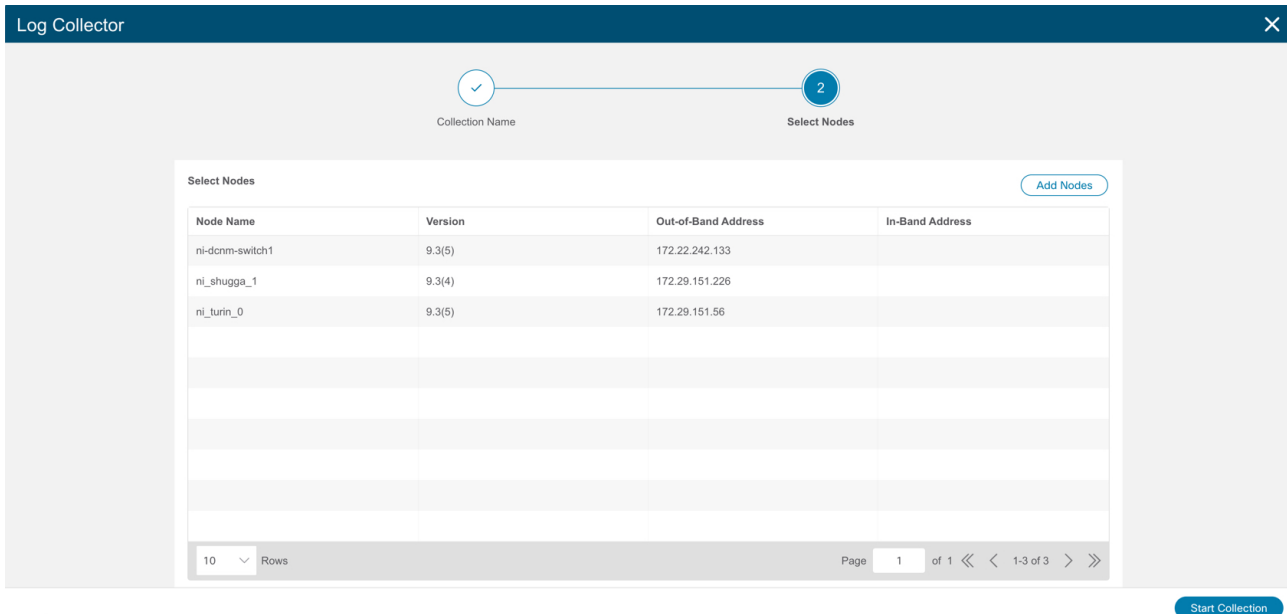 Log Collector
2
Collection Name
Select Nodes
Select Nodes
Add Nodes
Node Name Version Out-of-Band Address In-Band Address
ni-dcnm-switch1 9.3(5) 172.22.242.133
ni_shugga_1 9.3(4) 172.29.151.226
ni_turin_0 9.3(5) 172.29.151.56
10 Rows Page 1 of 1 1-3 of 3
Start Collection